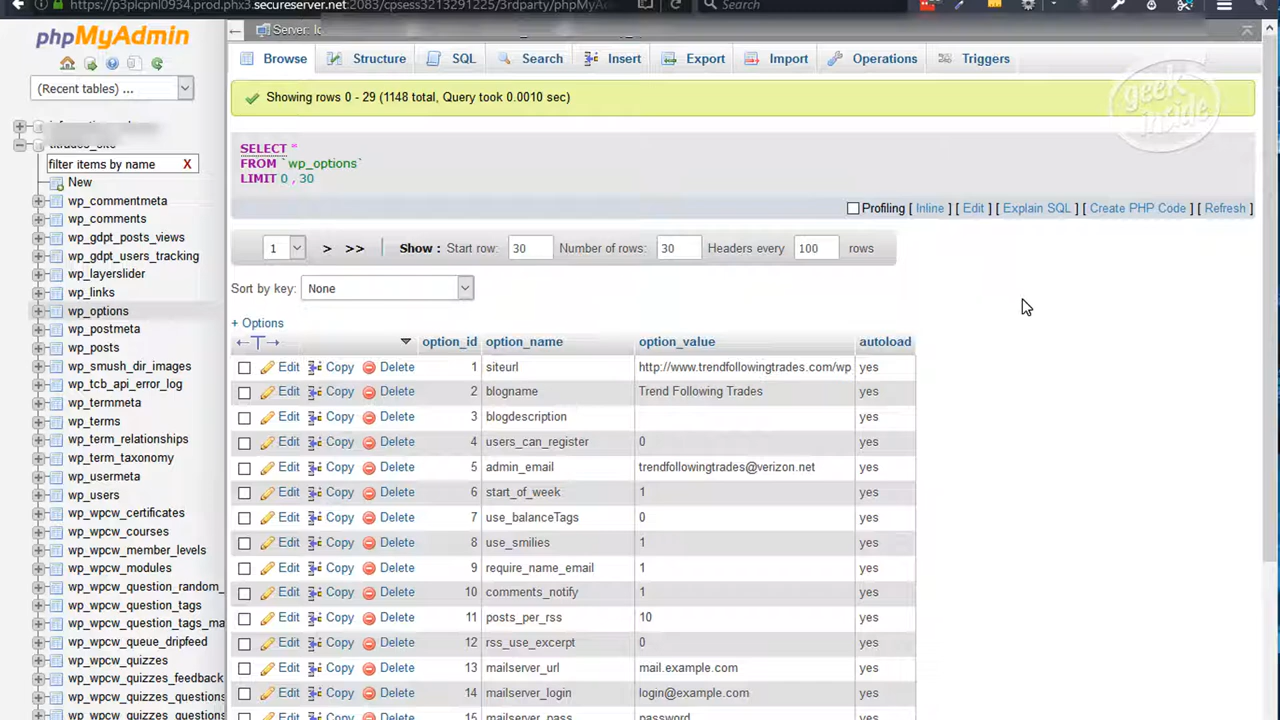 https://p3plcpnl0934.prod.phx3.secureserver.net:2083/cpsess3213291225/3rdparty/phpMyA
Search
phpMyAdmin
Server:
Browse Structure SQL Search Insert Export Import Operations Triggers
(Recent tables) ...
geek inside
Showing rows 0 - 29 (1148 total, Query took 0.0010 sec)
filter items by name X
SELECT *
FROM `wp_options`
LIMIT 0 , 30
Profiling [ Inline ] [ Edit ] [ Explain SQL ] [ Create PHP Code ] [ Refresh ]
1 > >> Show : Start row: 30 Number of rows: 30 Headers every 100 rows
Sort by key: None
+ Options
New
wp_commentmeta
wp_comments
wp_gdpt_posts_views
wp_gdpt_users_tracking
wp_layerslider
wp_links
wp_options
wp_postmeta
wp_posts
wp_smush_dir_images
wp_tcb_api_error_log
wp_termmeta
wp_terms
wp_term_relationships
wp_term_taxonomy
wp_usermeta
wp_users
wp_wpcw_certificates
wp_wpcw_courses
wp_wpcw_member_levels
wp_wpcw_modules
wp_wpcw_question_random_
wp_wpcw_question_tags
wp_wpcw_question_tags_ma
wp_wpcw_queue_dripfeed
wp_wpcw_quizzes
wp_wpcw_quizzes_feedback
wp_wpcw_quizzes_questions
wp_wpcw_quizzes_questions
←T→ option_id option_name option_value autoload
Edit Copy Delete 1 siteurl http://www.trendfollowingtrades.com/wp yes
Edit Copy Delete 2 blogname Trend Following Trades yes
Edit Copy Delete 3 blogdescription yes
Edit Copy Delete 4 users_can_register 0 yes
Edit Copy Delete 5 admin_email trendfollowingtrades@verizon.net yes
Edit Copy Delete 6 start_of_week 1 yes
Edit Copy Delete 7 use_balanceTags 0 yes
Edit Copy Delete 8 use_smilies 1 yes
Edit Copy Delete 9 require_name_email 1 yes
Edit Copy Delete 10 comments_notify 1 yes
Edit Copy Delete 11 posts_per_rss 10 yes
Edit Copy Delete 12 rss_use_excerpt 0 yes
Edit Copy Delete 13 mailserver_url mail.example.com yes
Edit Copy Delete 14 mailserver_login login@example.com yes
Edit Copy Delete 15 mailserver_pass password yes